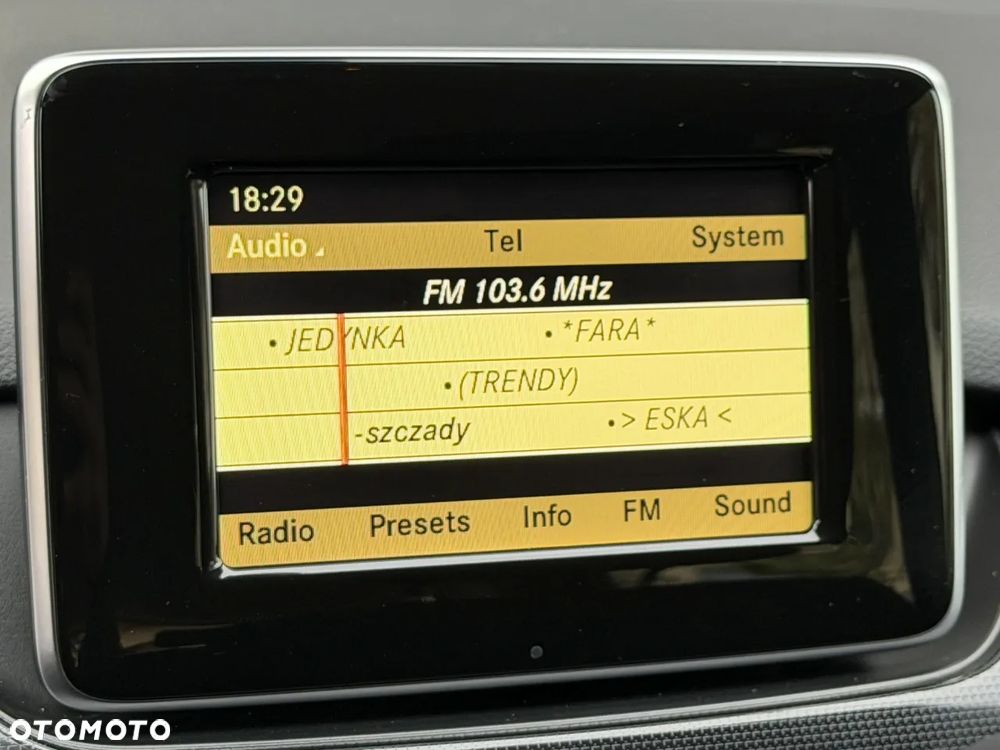 18:29
Audio Tel System
FM 103.6 MHz
• JEDYNKA • *FARA*
• (TRENDY)
-szczady • > ESKA <
Radio Presets Info FM Sound
OTOMOTO